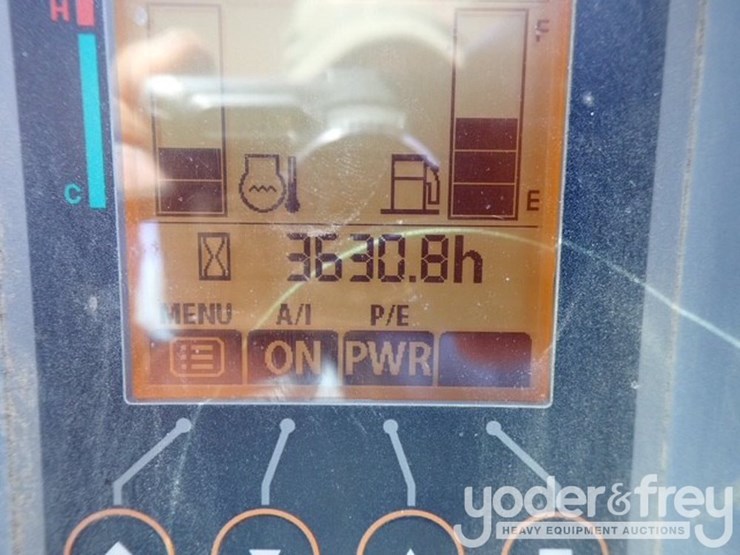 H
F
C
E
3630.8h
MENU A/I P/E
ON PWR
yoder&frey
HEAVY EQUIPMENT AUCTIONS